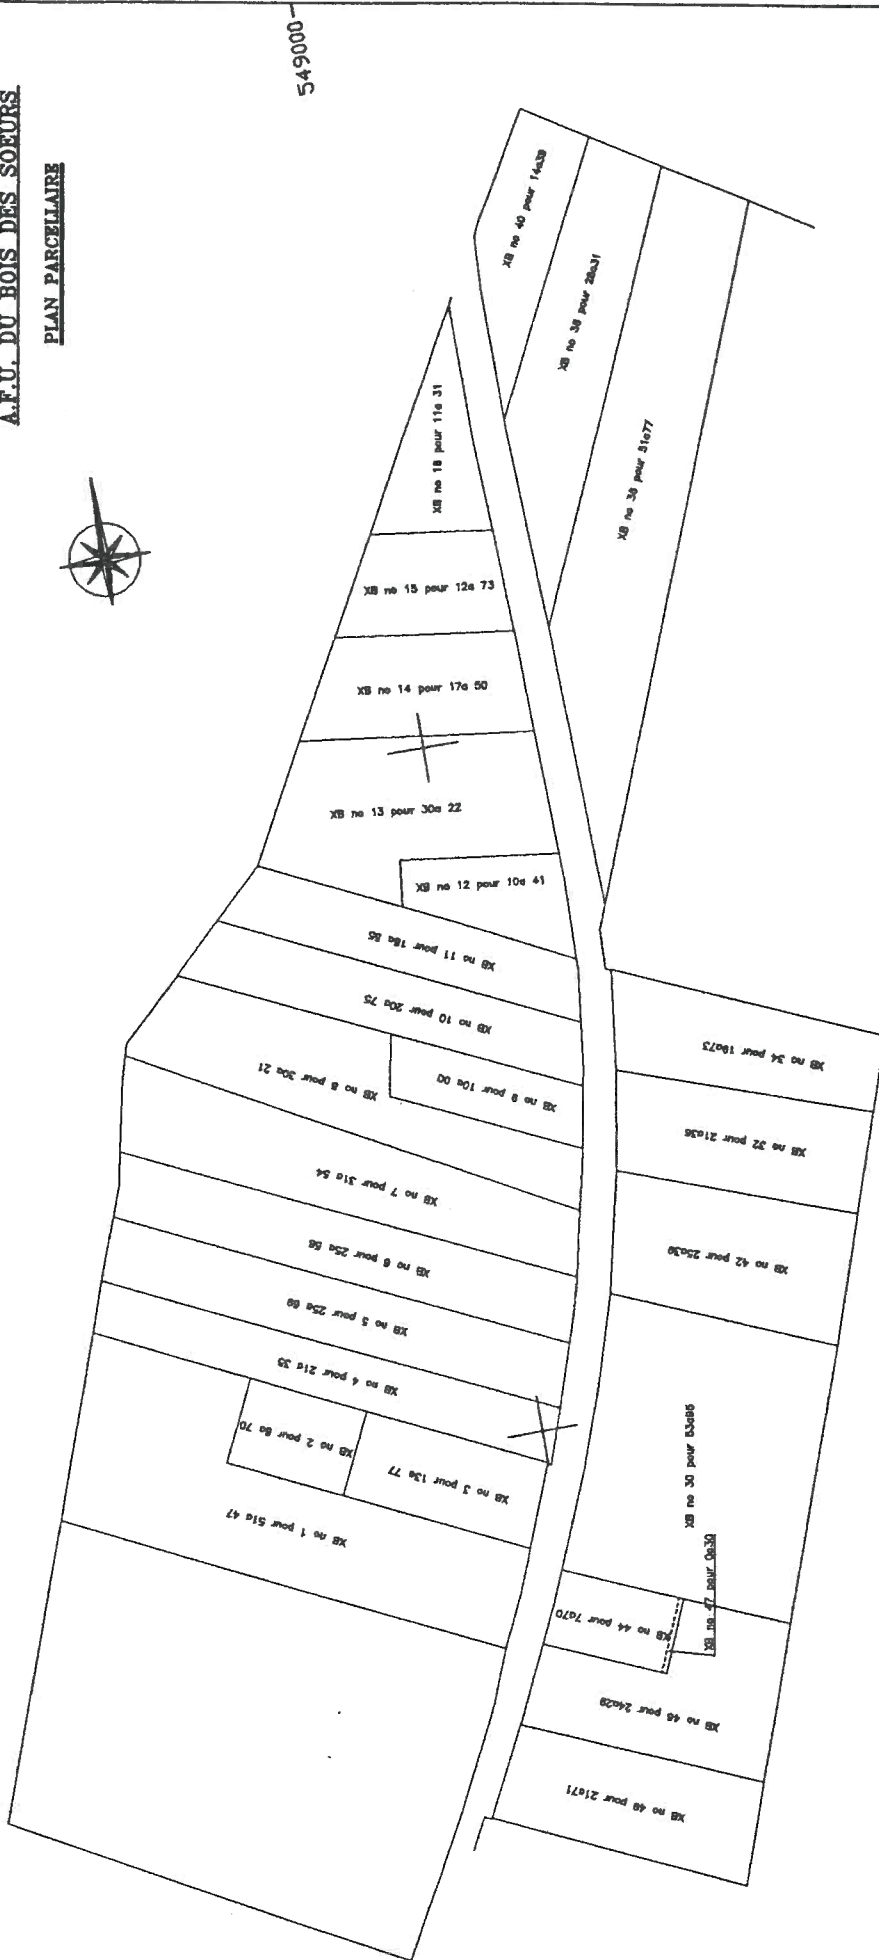 A.F.U. DU BOIS DES SOEURS
PLAN PARCELLAIRE
549000
XB no 40 pour 14a39
XB no 38 pour 28a31
XB no 36 pour 51a77
XB no 18 pour 11a 31
XB no 15 pour 12a 73
XB no 14 pour 17a 50
XB no 13 pour 30a 22
XB no 12 pour 10a 41
XB no 11 pour 18a 55
XB no 10 pour 20a 75
XB no 9 pour 10a 00
XB no 8 pour 30a 21
XB no 7 pour 31a 54
XB no 6 pour 25a 56
XB no 5 pour 25a 69
XB no 4 pour 21a 35
XB no 2 pour 8a 70
XB no 3 pour 13a 77
XB no 1 pour 51a 47
XB no 34 pour 19a73
XB no 32 pour 21a36
XB no 42 pour 25a39
XB no 30 pour 53a95
XB no 47 pour 0a30
XB no 44 pour 7a70
XB no 48 pour 24a29
XB no 49 pour 21a71